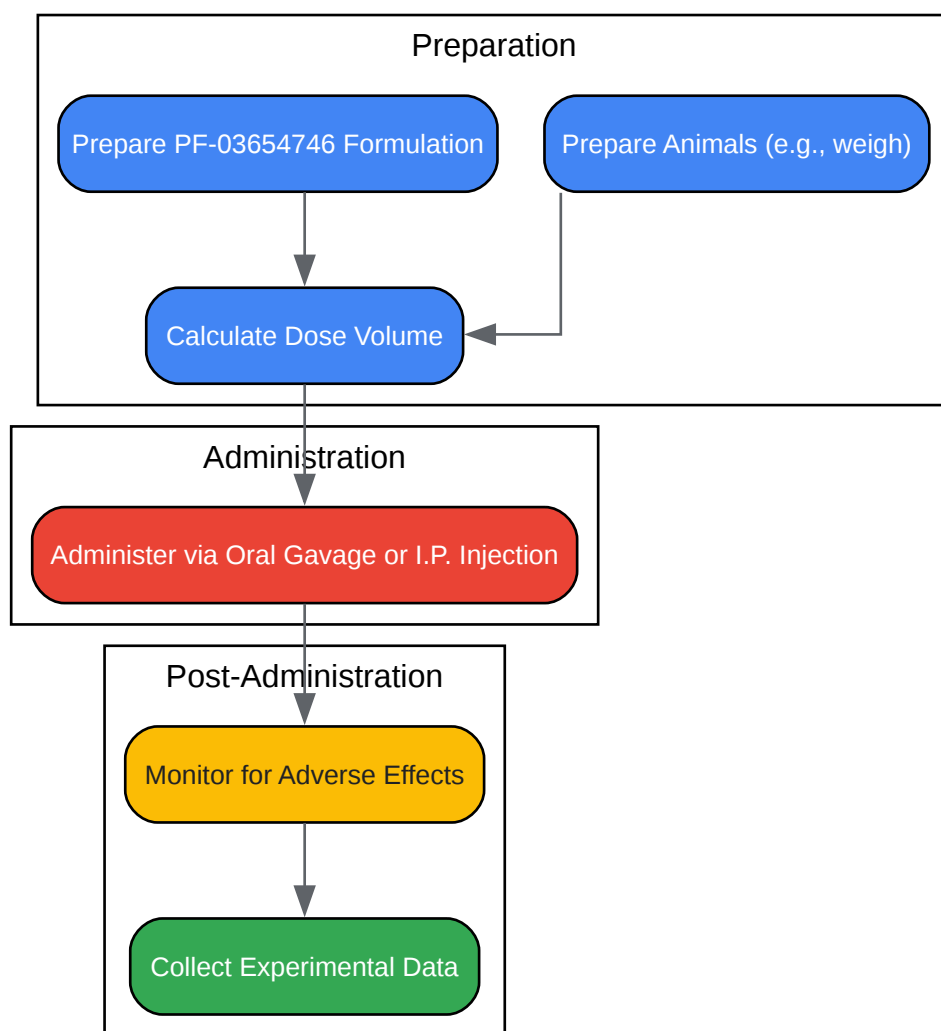 Preparation
Prepare PF-03654746 Formulation
Prepare Animals (e.g., weigh)
Calculate Dose Volume
Administration
Administer via Oral Gavage or I.P. Injection
Post-Administration
Monitor for Adverse Effects
Collect Experimental Data